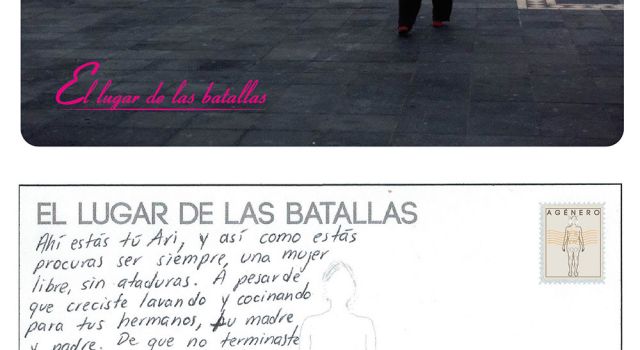 El lugar de las batallas
EL LUGAR DE LAS BATALLAS
AGÉNERO
Ahí estás tú Ari, y así como estás
procuras ser siempre, una mujer
libre, sin ataduras. A pesar de
que creciste lavando y cocinando
para tus hermanos, tu madre
y padre. De que no terminaste